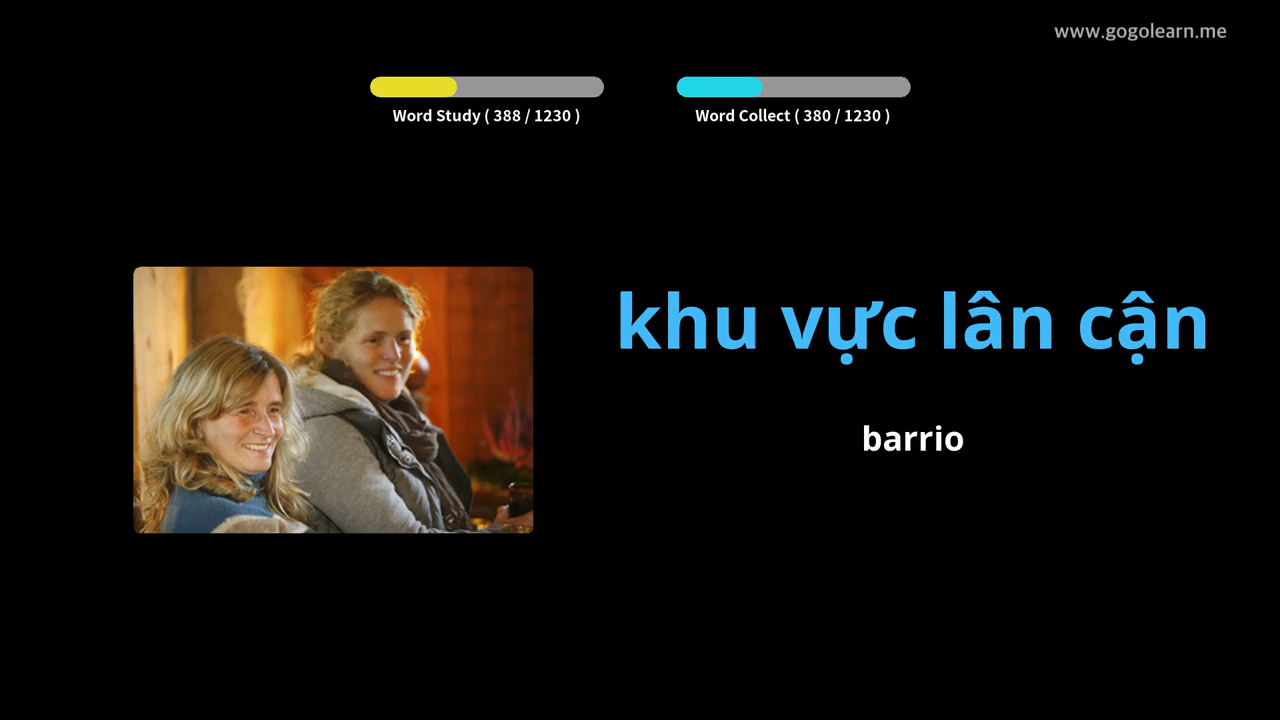 www.gogolearn.me
Word Study ( 388 / 1230 )
Word Collect ( 380 / 1230 )
khu vực lân cận
barrio